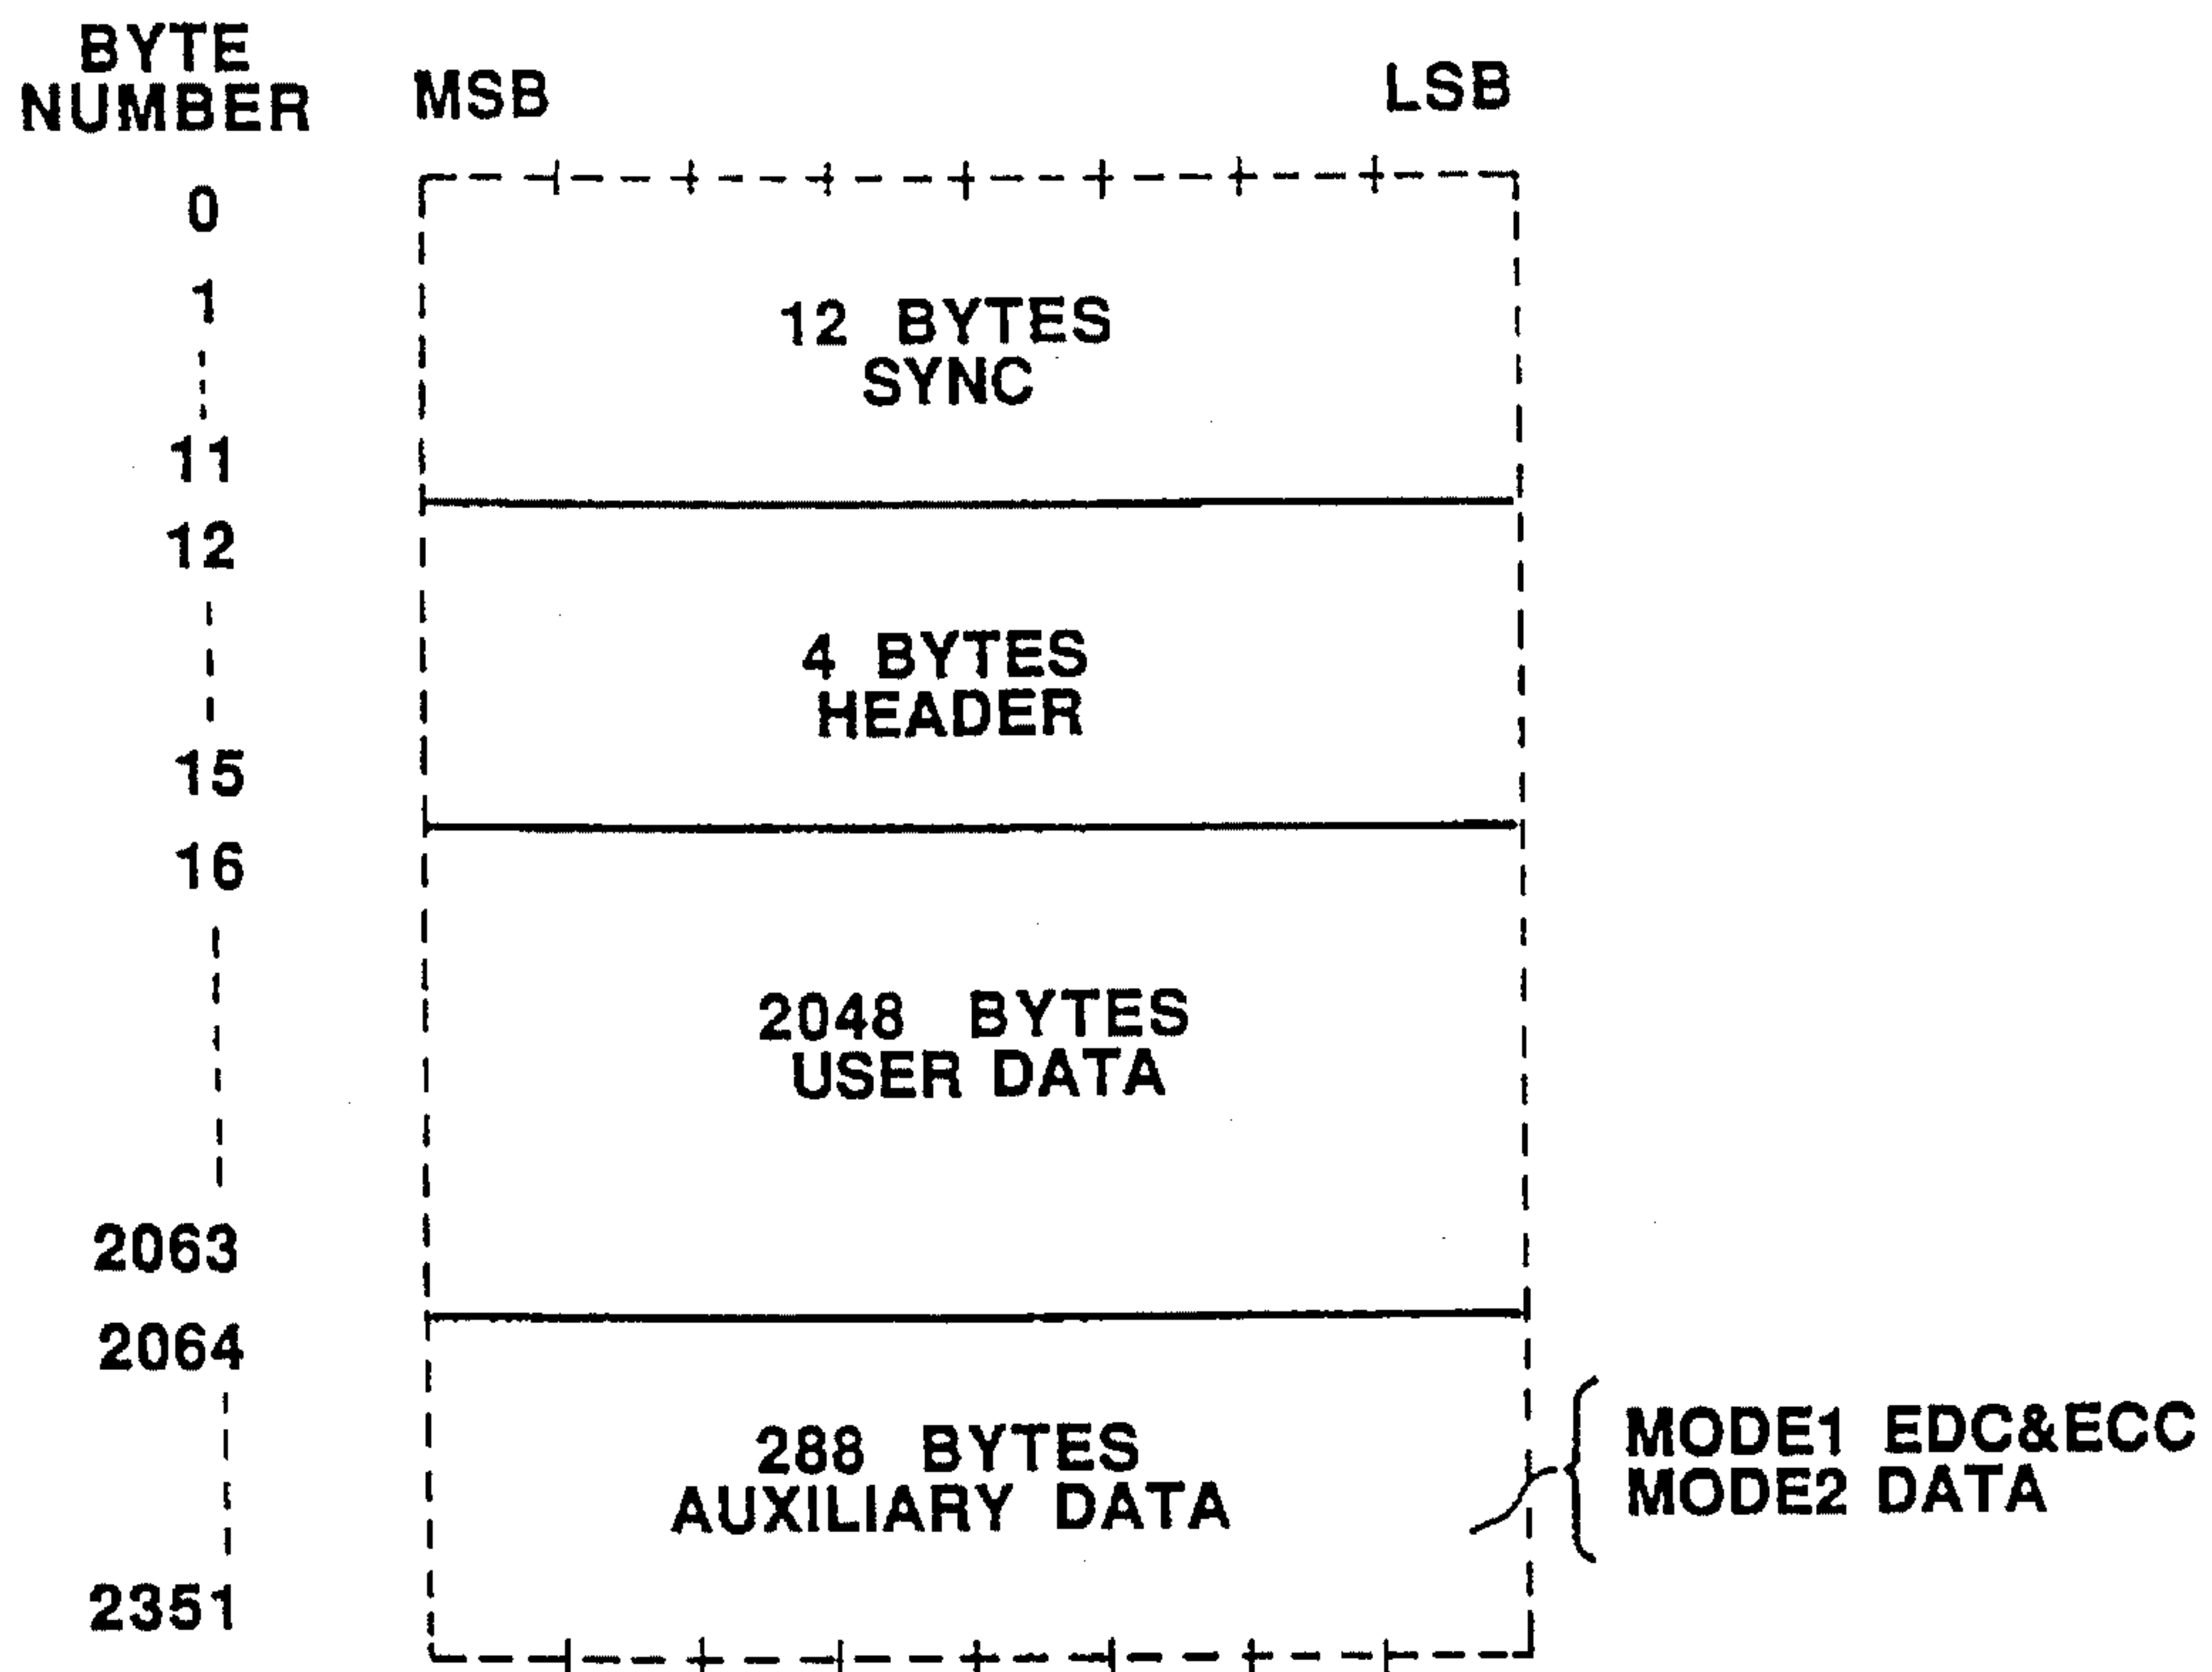 BYTE
NUMBER
MSB
LSB
0
1
11
12
15
16
2063
2064
2351
12 BYTES
SYNC
4 BYTES
HEADER
2048 BYTES
USER DATA
288 BYTES
AUXILIARY DATA
MODE1 EDC&ECC
MODE2 DATA